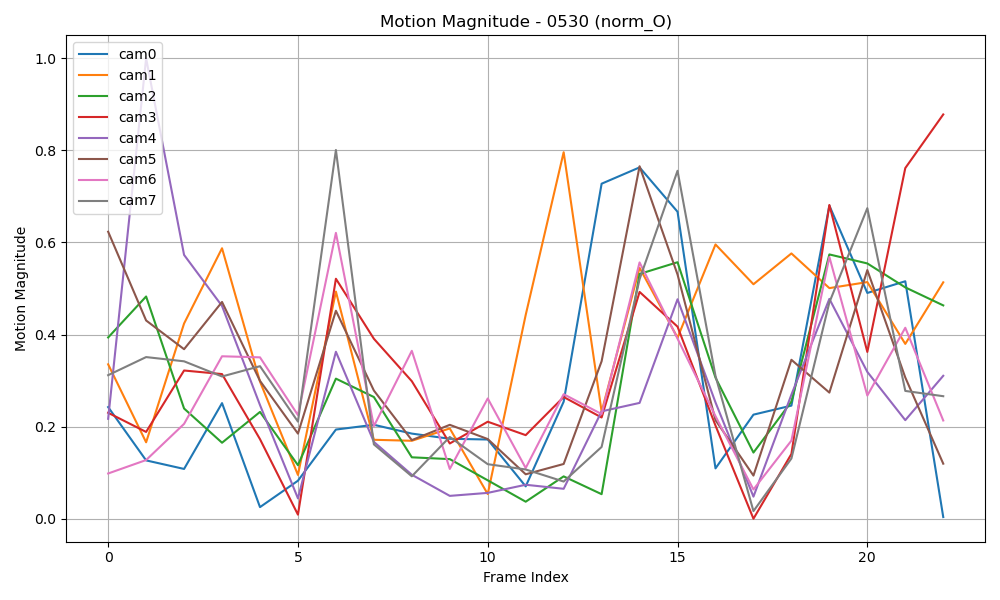 Motion Magnitude - 0530 (norm_O)
Motion Magnitude
1.0
0.8
0.6
0.4
0.2
0.0
cam0
cam1
cam2
cam3
cam4
cam5
cam6
cam7
0 5 10 15 20
Frame Index